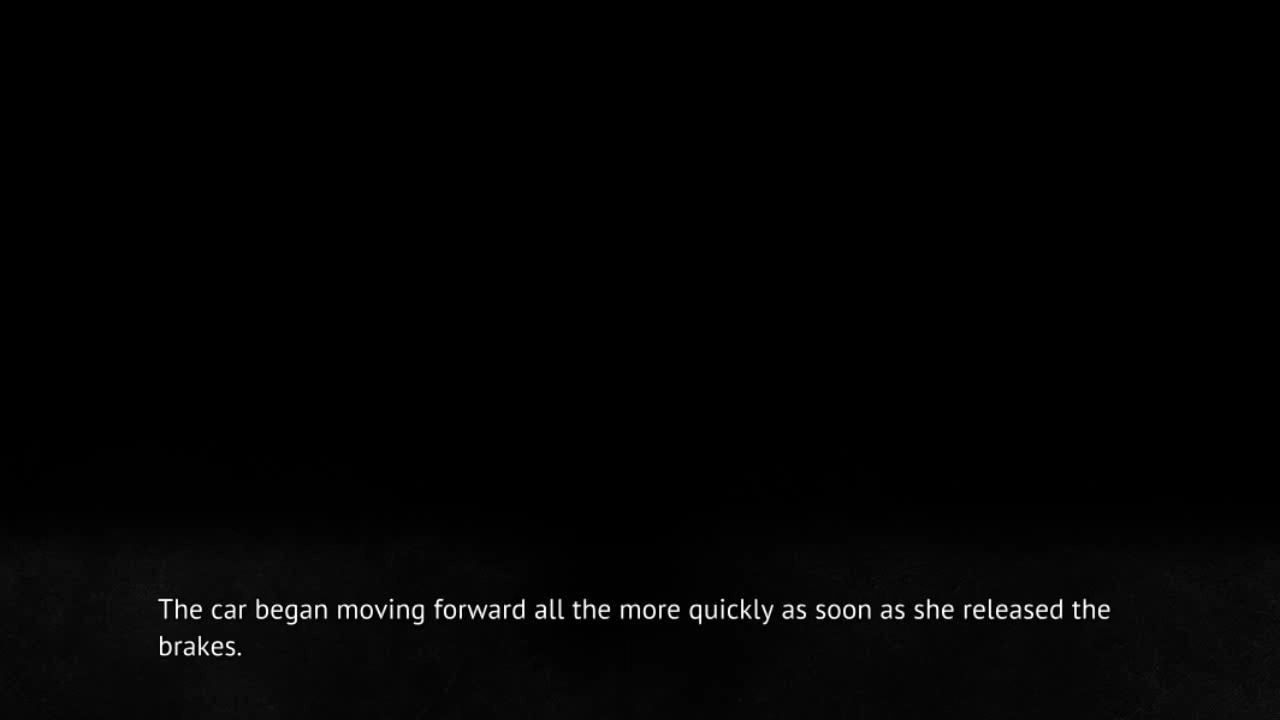 The car began moving forward all the more quickly as soon as she released the
brakes.